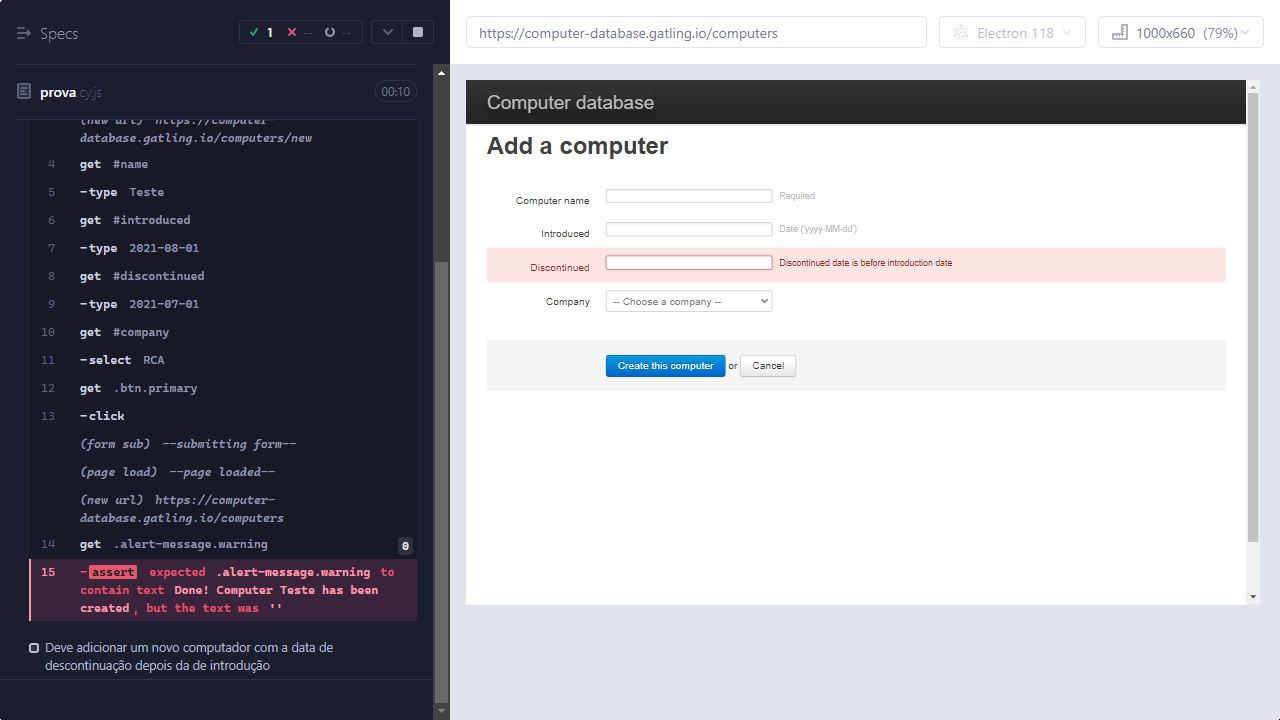 Specs
1
--
--
prova.cy.js
00:10
(new url) https://computer-
database.gatling.io/computers/new
4 get #name
5 -type Teste
6 get #introduced
7 -type 2021-08-01
8 get #discontinued
9 -type 2021-07-01
10 get #company
11 -select RCA
12 get .btn.primary
13 -click
(form sub) --submitting form--
(page load) --page loaded--
(new url) https://computer-
database.gatling.io/computers
14 get .alert-message.warning 0
15 -assert expected .alert-message.warning to
contain text Done! Computer Teste has been
created, but the text was ''
Deve adicionar um novo computador com a data de
descontinuação depois da de introdução
https://computer-database.gatling.io/computers
Electron 118
1000x660 (79%)
Computer database
Add a computer
Computer name Required
Introduced Date ('yyyy-MM-dd')
Discontinued Discontinued date is before introduction date
Company -- Choose a company --
Create this computer or Cancel